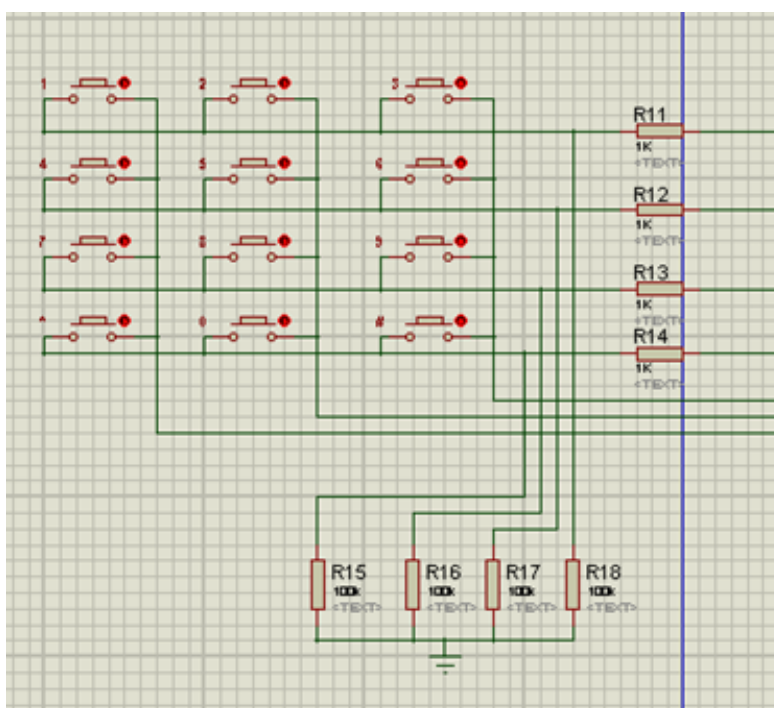 1 2 3
R11
1K
<TEXT>
4 5 6
R12
1K
<TEXT>
7 8 9
R13
1K
<TEXT>
* 0 #
R14
1K
<TEXT>
R15 R16 R17 R18
100k 100k 100k 100k
<TEXT> <TEXT> <TEXT> <TEXT>